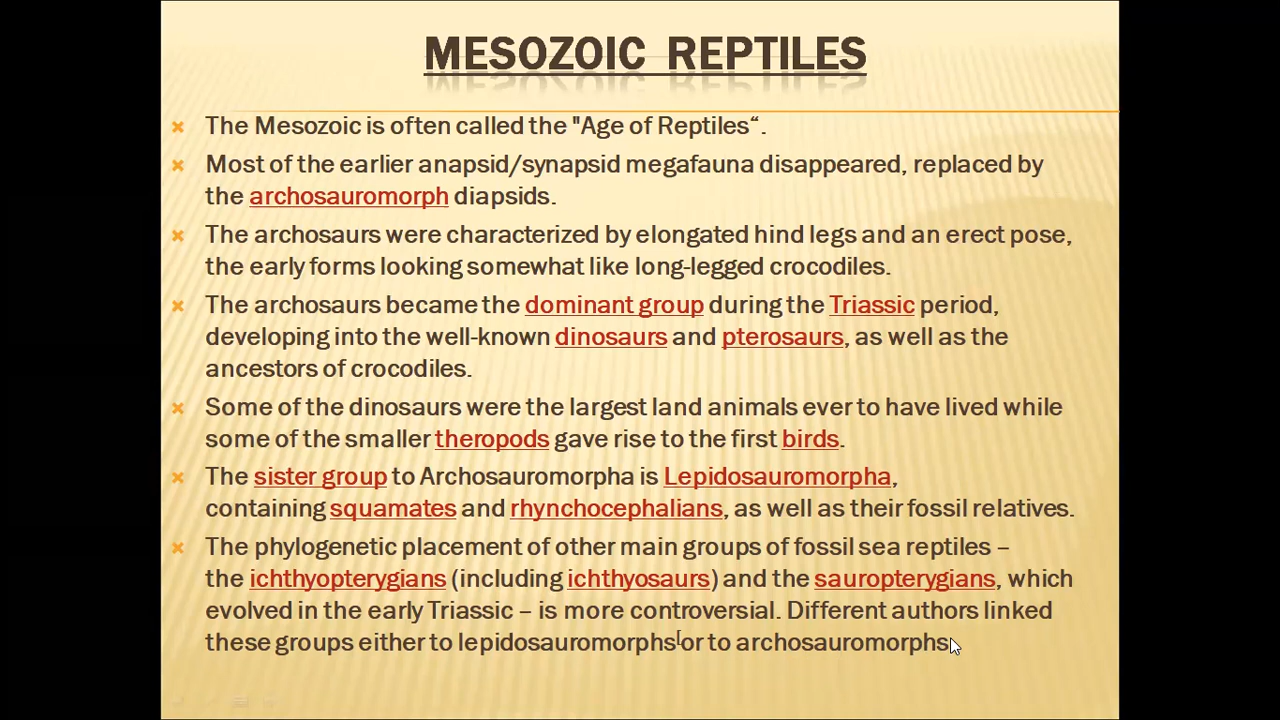 MESOZOIC REPTILES
The Mesozoic is often called the "Age of Reptiles“.
Most of the earlier anapsid/synapsid megafauna disappeared, replaced by
the archosauromorph diapsids.
The archosaurs were characterized by elongated hind legs and an erect pose,
the early forms looking somewhat like long-legged crocodiles.
The archosaurs became the dominant group during the Triassic period,
developing into the well-known dinosaurs and pterosaurs, as well as the
ancestors of crocodiles.
Some of the dinosaurs were the largest land animals ever to have lived while
some of the smaller theropods gave rise to the first birds.
The sister group to Archosauromorpha is Lepidosauromorpha,
containing squamates and rhynchocephalians, as well as their fossil relatives.
The phylogenetic placement of other main groups of fossil sea reptiles –
the ichthyopterygians (including ichthyosaurs) and the sauropterygians, which
evolved in the early Triassic – is more controversial. Different authors linked
these groups either to lepidosauromorphs[or to archosauromorphs